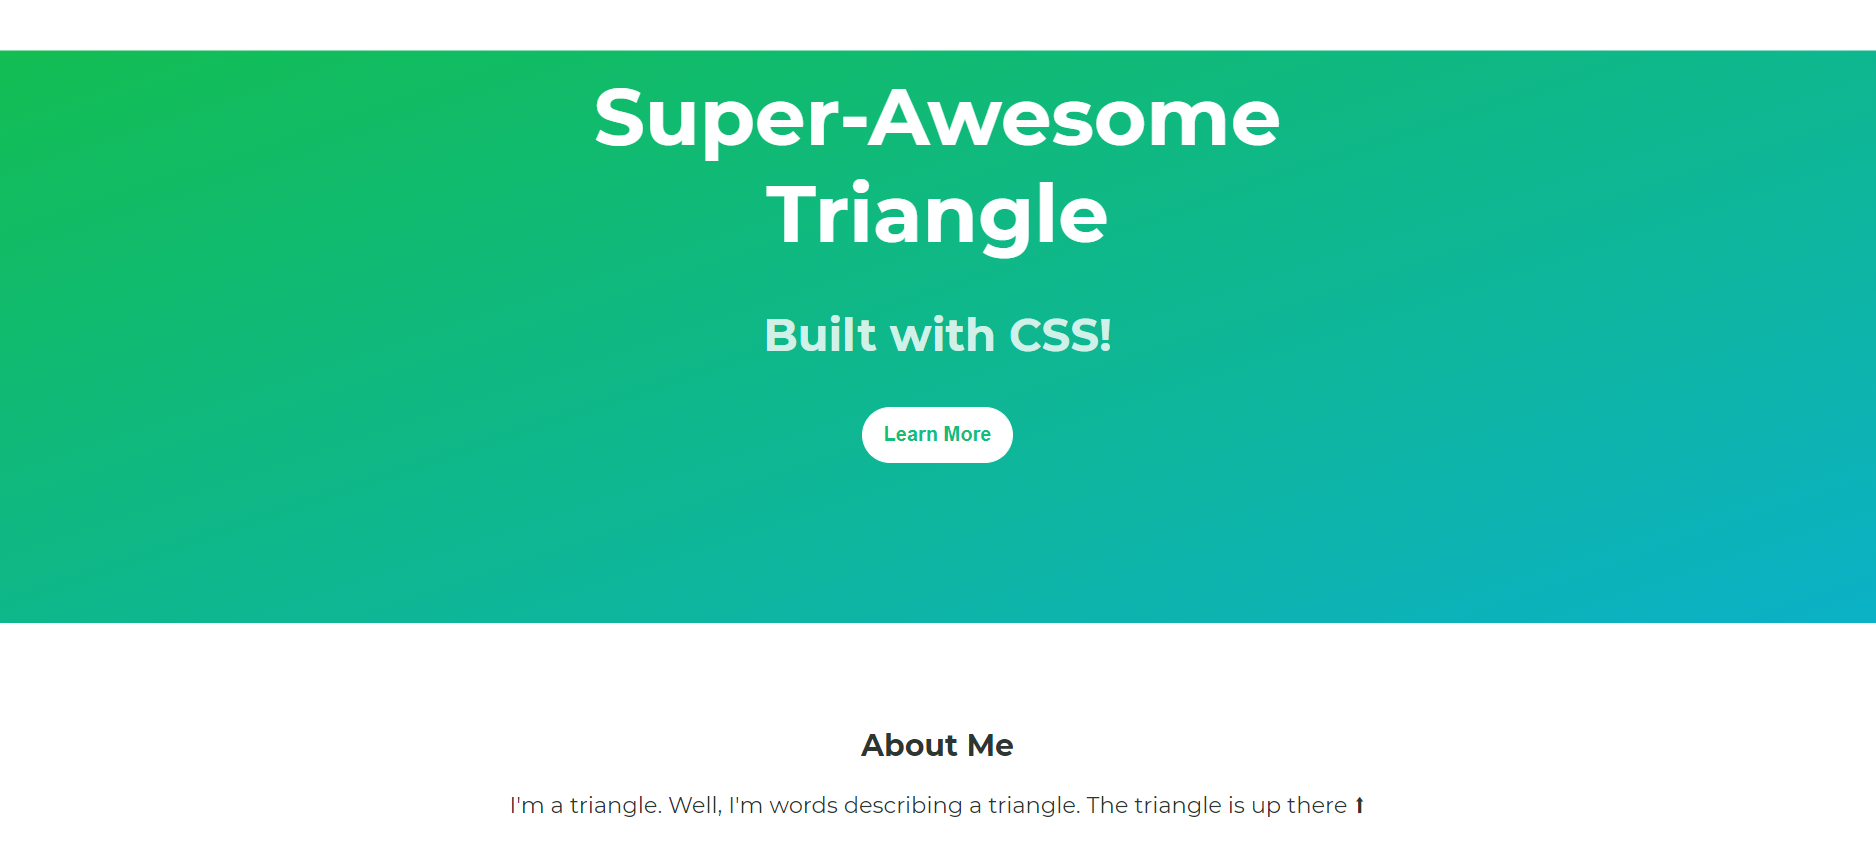 Super-Awesome
Triangle
Built with CSS!
Learn More
About Me
I'm a triangle. Well, I'm words describing a triangle. The triangle is up there ⬆